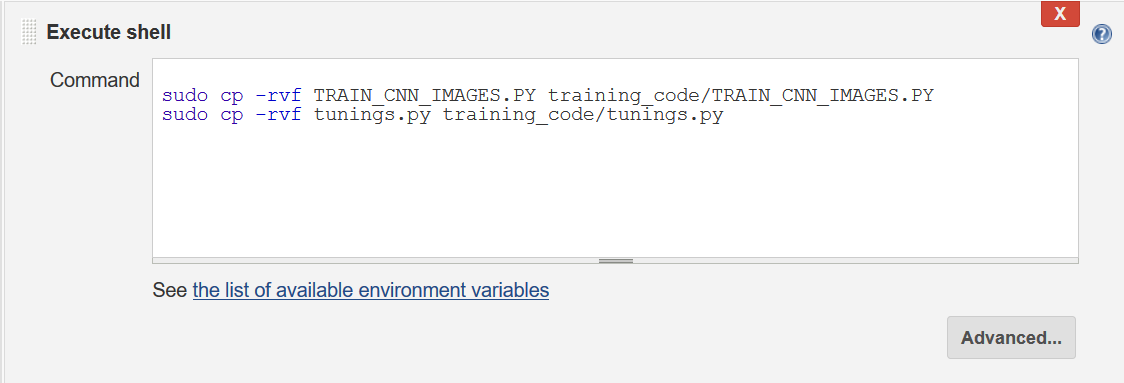 X
Execute shell
Command
sudo cp -rvf TRAIN_CNN_IMAGES.PY training_code/TRAIN_CNN_IMAGES.PY
sudo cp -rvf tunings.py training_code/tunings.py
See the list of available environment variables
Advanced...